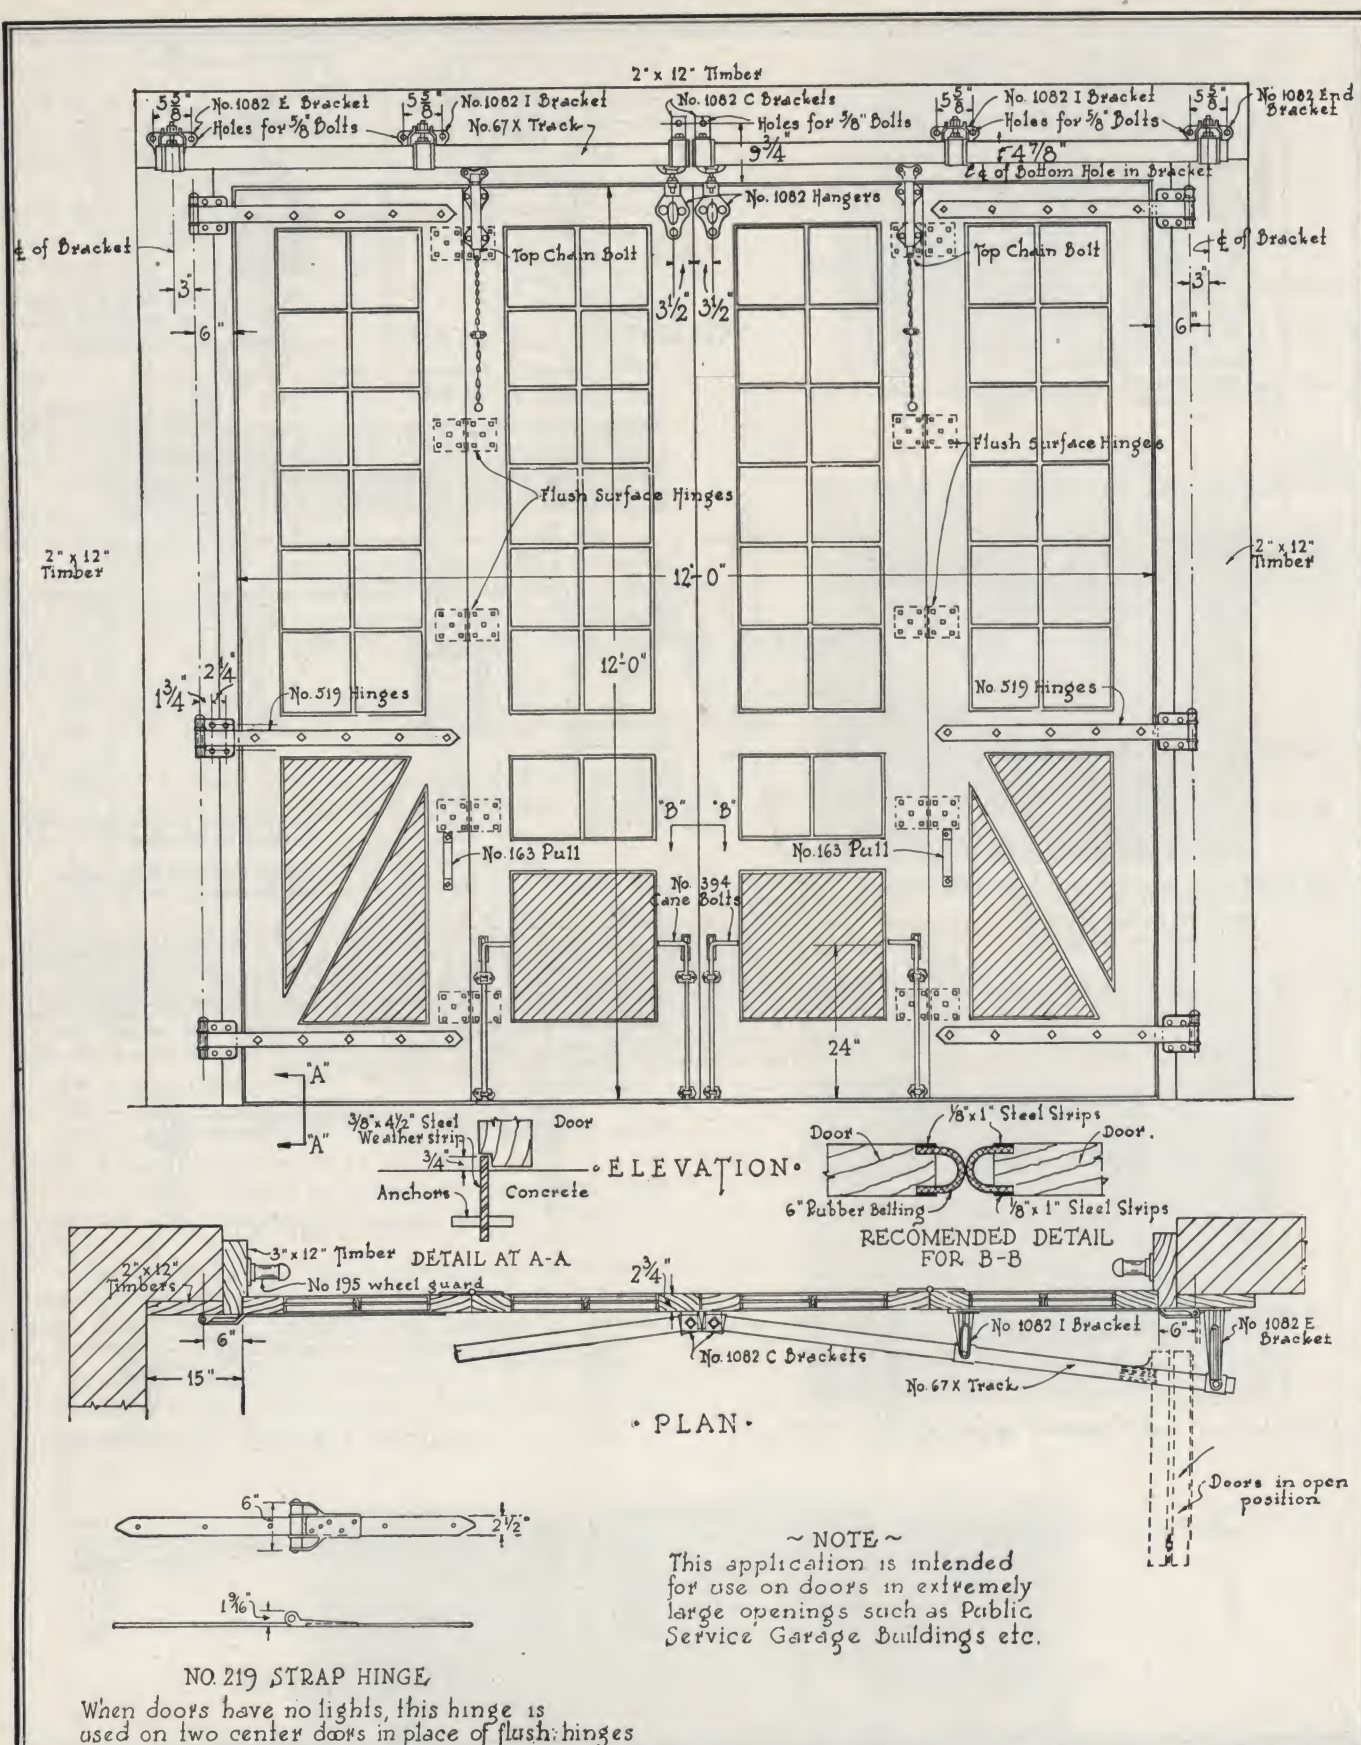 2" x 12" Timber
5 5/8"
No. 1082 E Bracket
Holes for 5/8" Bolts
5 5/8"
No. 1082 I Bracket
No. 67 X Track
No. 1082 C Brackets
Holes for 5/8" Bolts
9 3/4"
5 5/8"
No. 1082 I Bracket
Holes for 5/8" Bolts
5 5/8"
No 1082 End
Bracket
4 7/8"
℄ of Bottom Hole in Bracket
No. 1082 Hangers
℄ of Bracket
3"
6"
Top Chain Bolt
3 1/2"
3 1/2"
Top Chain Bolt
℄ of Bracket
3"
6"
Flush Surface Hinges
Flush Surface Hinges
2" x 12"
Timber
12'-0"
2" x 12"
Timber
12'-0"
2 1/4"
1 3/4"
No. 519 Hinges
No. 519 Hinges
"B"
"B"
No. 163 Pull
No. 163 Pull
No. 394
Cane Bolts
24"
"A"
"A"
3/8" x 4 1/2" Steel
Weather strip
3/4"
Door
Anchors
Concrete
DETAIL AT A-A
• ELEVATION •
1/8" x 1" Steel Strips
Door
Door.
6" Rubber Belting
1/8" x 1" Steel Strips
RECOMENDED DETAIL
FOR B-B
3" x 12" Timber
2" x 12"
Timbers
No 195 wheel guard
2 3/4"
6"
15"
No. 1082 C Brackets
No. 1082 I Bracket
6"
No 1082 E
Bracket
No. 67 X Track
• PLAN •
Doors in open
position
6"
2 1/2"
1 9/16"
NO. 219 STRAP HINGE
When doors have no lights, this hinge is
used on two center doors in place of flush hinges
~ NOTE ~
This application is intended
for use on doors in extremely
large openings such as Public
Service Garage Buildings etc.